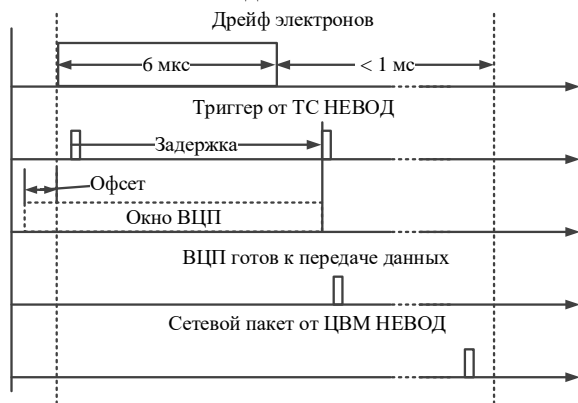 Дрейф электронов
6 мкс
< 1 мс
Триггер от ТС НЕВОД
Задержка
Офсет
Окно ВЦП
ВЦП готов к передаче данных
Сетевой пакет от ЦВМ НЕВОД